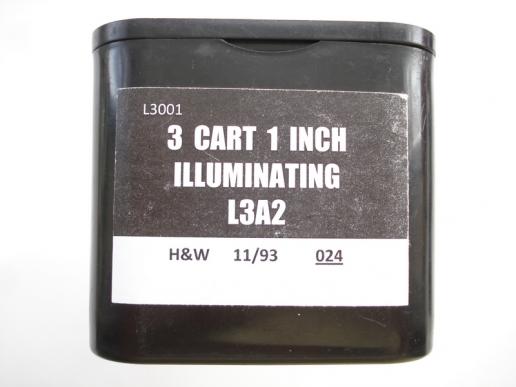 L3001
3 CART 1 INCH
ILLUMINATING
L3A2
H&W 11/93 024